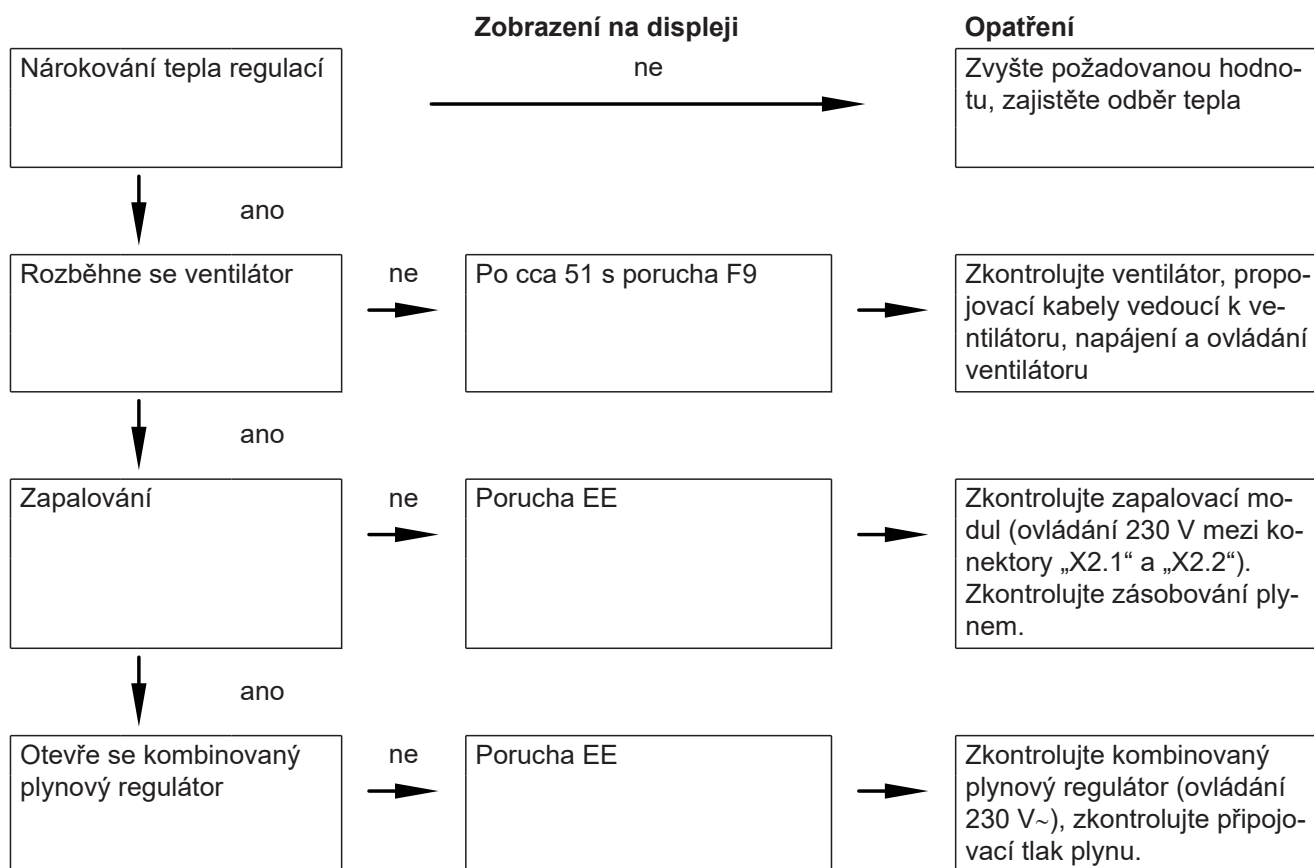 Zobrazení na displeji
Opatření
Nárokování tepla regulací
ne
Zvyšte požadovanou hodno-
tu, zajistěte odběr tepla
ano
Rozběhne se ventilátor
ne
Po cca 51 s porucha F9
Zkontrolujte ventilátor, propo-
jovací kabely vedoucí k ve-
ntilátoru, napájení a ovládání
ventilátoru
ano
Zapalování
ne
Porucha EE
Zkontrolujte zapalovací mo-
dul (ovládání 230 V mezi ko-
nektory „X2.1“ a „X2.2“).
Zkontrolujte zásobování ply-
nem.
ano
Otevře se kombinovaný
plynový regulátor
ne
Porucha EE
Zkontrolujte kombinovaný
plynový regulátor (ovládání
230 V~), zkontrolujte připojo-
vací tlak plynu.